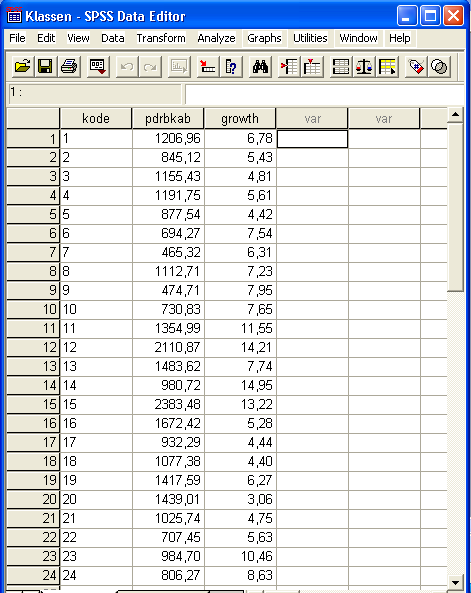 Klassen - SPSS Data Editor
File Edit View Data Transform Analyze Graphs Utilities Window Help
1 :
kode pdrbkab growth var var
1 1 1206,96 6,78
2 2 845,12 5,43
3 3 1155,43 4,81
4 4 1191,75 5,61
5 5 877,54 4,42
6 6 694,27 7,54
7 7 465,32 6,31
8 8 1112,71 7,23
9 9 474,71 7,95
10 10 730,83 7,65
11 11 1354,99 11,55
12 12 2110,87 14,21
13 13 1483,62 7,74
14 14 980,72 14,95
15 15 2383,48 13,22
16 16 1672,42 5,28
17 17 932,29 4,44
18 18 1077,38 4,40
19 19 1417,59 6,27
20 20 1439,01 3,06
21 21 1025,74 4,75
22 22 707,45 5,63
23 23 984,70 10,46
24 24 806,27 8,63